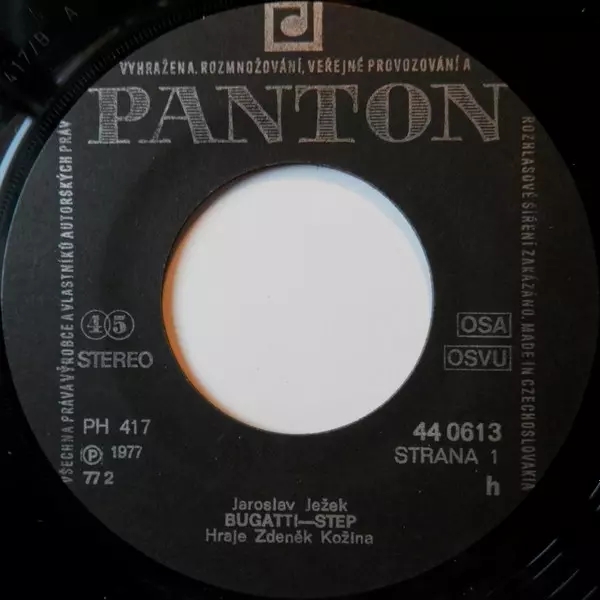 VŠECHNA PRÁVA VÝROBCE A VLASTNÍKŮ AUTORSKÝCH PRÁV
VYHRAŽENA. ROZMNOŽOVÁNÍ, VEŘEJNÉ PROVOZOVÁNÍ A
ROZHLASOVÉ ŠÍŘENÍ ZAKÁZÁNO. MADE IN CZECHOSLOVAKIA
PANTON
45
STEREO
OSA
OSVU
PH 417
℗ 1977
77 2
44 0613
STRANA 1
h
Jaroslav Ježek
BUGATTI—STEP
Hraje Zdeněk Kožina